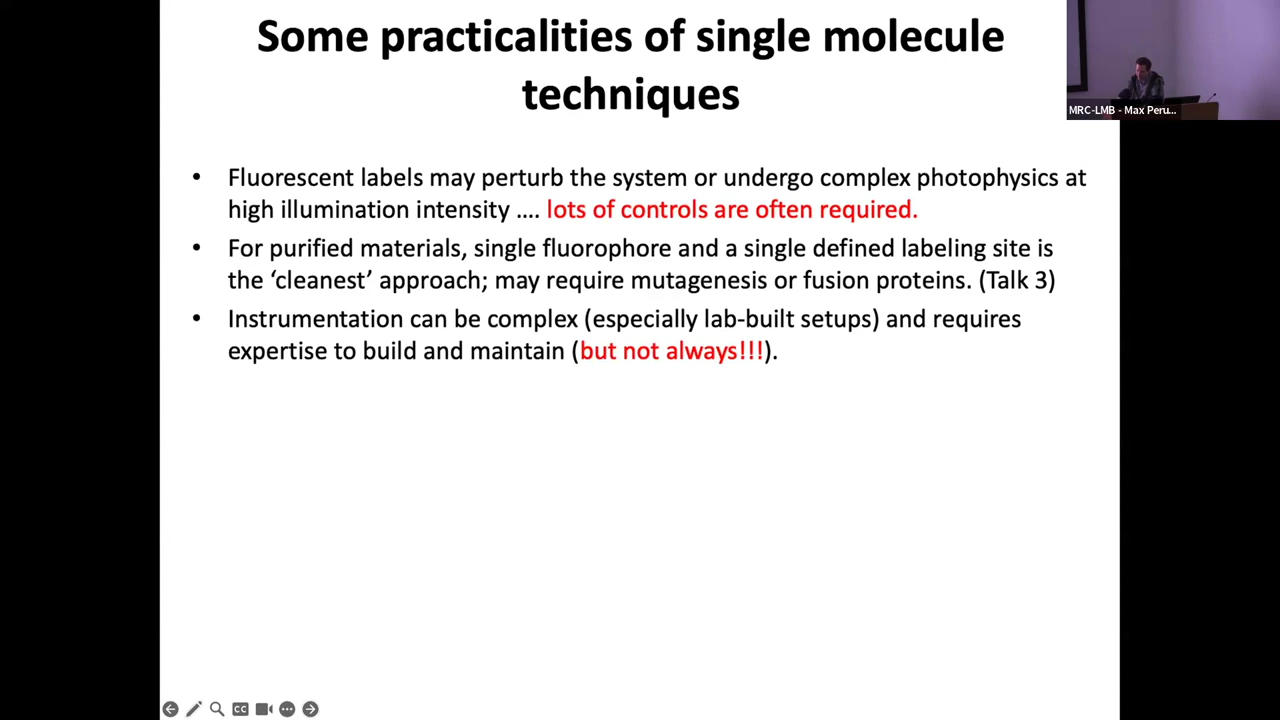 Some practicalities of single molecule
techniques
MRC-LMB - Max Peru...
• Fluorescent labels may perturb the system or undergo complex photophysics at
high illumination intensity .... lots of controls are often required.
• For purified materials, single fluorophore and a single defined labeling site is
the ‘cleanest’ approach; may require mutagenesis or fusion proteins. (Talk 3)
• Instrumentation can be complex (especially lab-built setups) and requires
expertise to build and maintain (but not always!!!).
CC